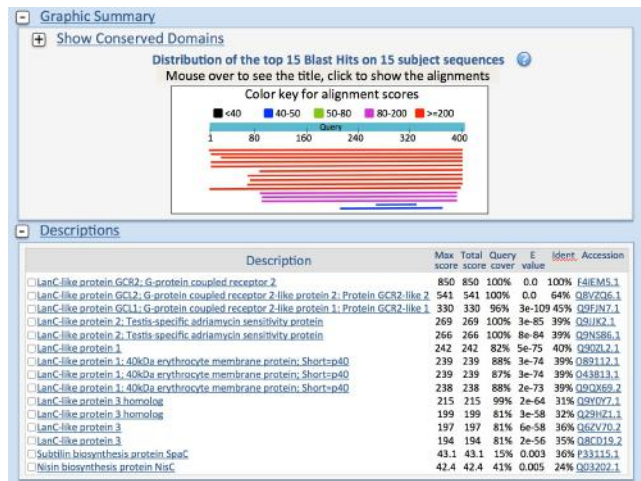 Graphic Summary
Show Conserved Domains
Distribution of the top 15 Blast Hits on 15 subject sequences
Mouse over to see the title, click to show the alignments
Color key for alignment scores
<40 40-50 50-80 80-200 >=200
Query
1 80 160 240 320 400
Descriptions
Description Max score Total score Query cover E value Ident Accession
LanC-like protein GCR2; G-protein coupled receptor 2 850 850 100% 0.0 100% F4IEM5.1
LanC-like protein GCL2; G-protein coupled receptor 2-like protein 2; Protein GCR2-like 2 541 541 100% 0.0 64% Q8VZQ6.1
LanC-like protein GCL1; G-protein coupled receptor 2-like protein 1; Protein GCR2-like 1 330 330 96% 3e-109 45% Q9FJN7.1
LanC-like protein 2; Testis-specific adriamycin sensitivity protein 269 269 100% 3e-85 39% Q9JJK2.1
LanC-like protein 2; Testis-specific adriamycin sensitivity protein 266 266 100% 8e-84 39% Q9NS86.1
LanC-like protein 1 242 242 82% 5e-75 40% Q90ZL2.1
LanC-like protein 1; 40kDa erythrocyte membrane protein; Short=p40 239 239 88% 3e-74 39% O89112.1
LanC-like protein 1; 40kDa erythrocyte membrane protein; Short=p40 239 239 87% 3e-74 39% O43813.1
LanC-like protein 1; 40kDa erythrocyte membrane protein; Short=p40 238 238 88% 2e-73 39% Q9QX69.2
LanC-like protein 3 homolog 215 215 99% 2e-64 31% Q9Y0Y7.1
LanC-like protein 3 homolog 199 199 81% 3e-58 32% Q29HZ1.1
LanC-like protein 3 197 197 81% 6e-58 36% Q6ZV70.2
LanC-like protein 3 194 194 81% 2e-56 35% Q8CD19.2
Subtilin biosynthesis protein SpaC 43.1 43.1 15% 0.003 36% P33115.1
Nisin biosynthesis protein NisC 42.4 42.4 41% 0.005 24% Q03202.1